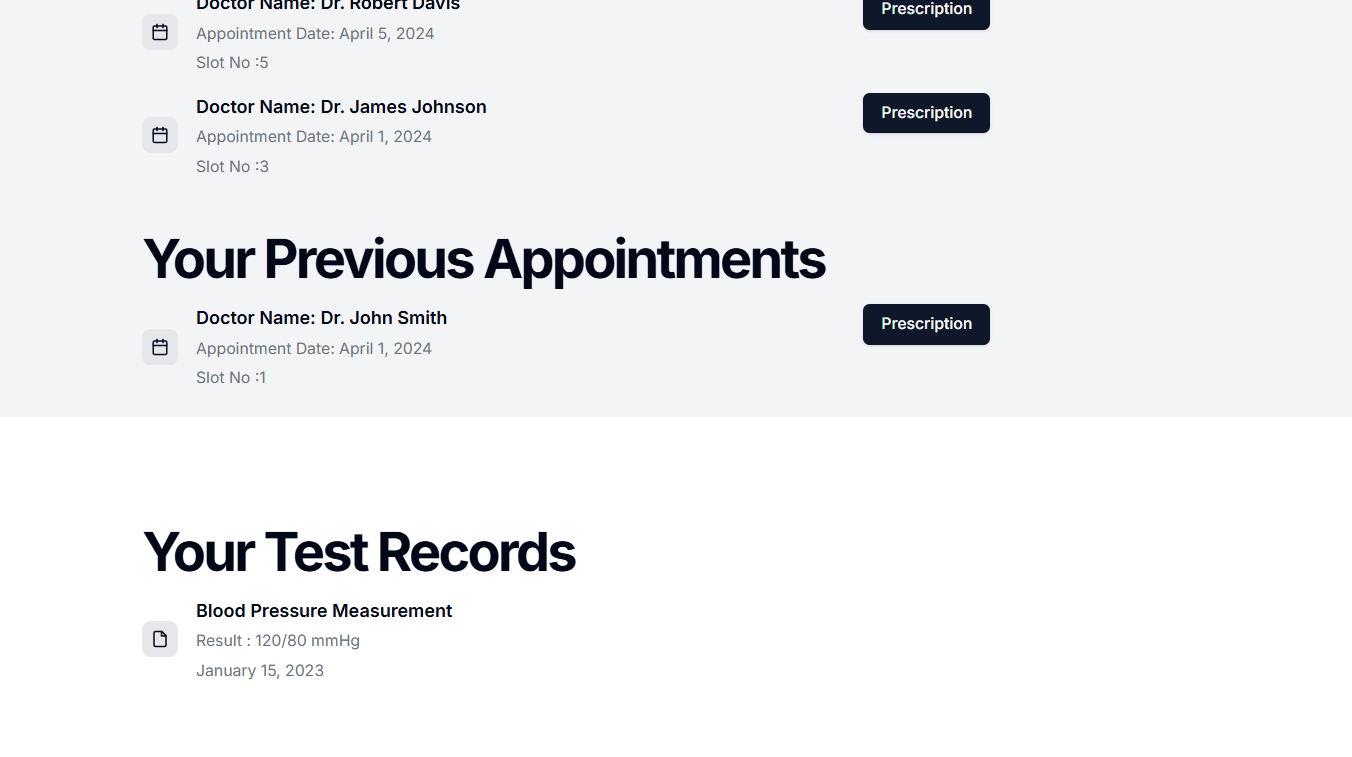 Doctor Name: Dr. Robert Davis
Prescription
Appointment Date: April 5, 2024
Slot No :5
Doctor Name: Dr. James Johnson
Prescription
Appointment Date: April 1, 2024
Slot No :3
Your Previous Appointments
Doctor Name: Dr. John Smith
Prescription
Appointment Date: April 1, 2024
Slot No :1
Your Test Records
Blood Pressure Measurement
Result : 120/80 mmHg
January 15, 2023